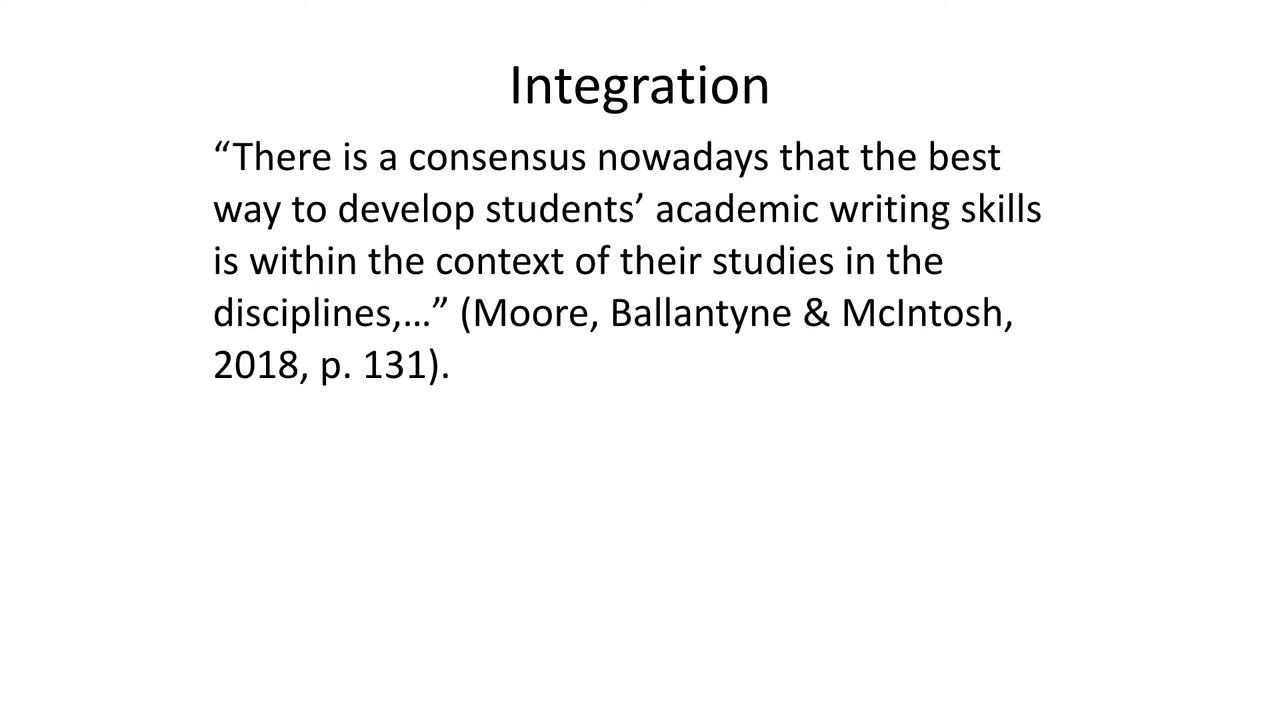 Integration
“There is a consensus nowadays that the best
way to develop students’ academic writing skills
is within the context of their studies in the
disciplines,…” (Moore, Ballantyne & McIntosh,
2018, p. 131).